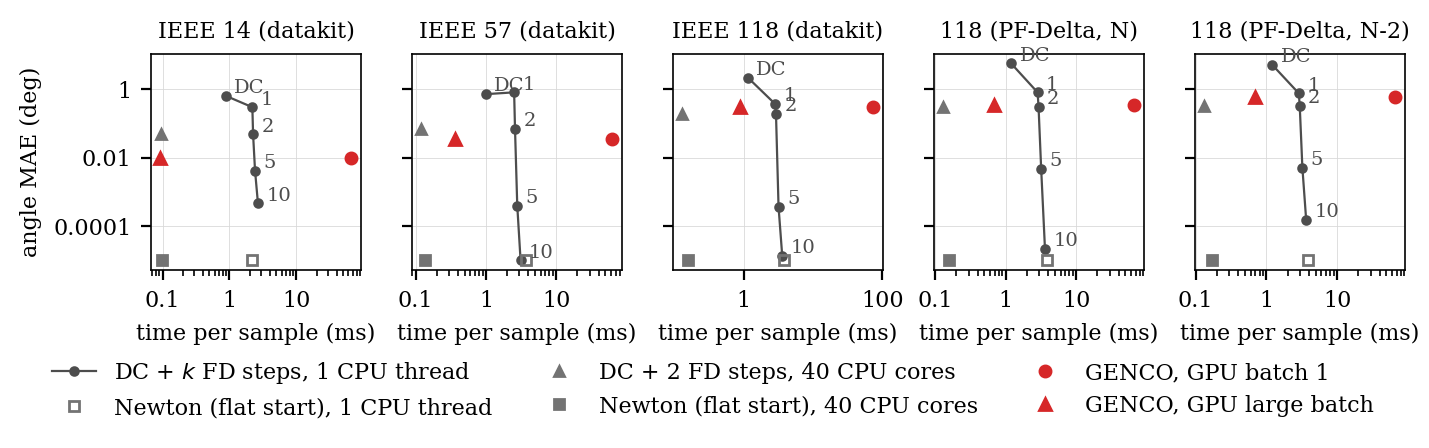 IEEE 14 (datakit) IEEE 57 (datakit) IEEE 118 (datakit) 118 (PF-Delta, N) 118 (PF-Delta, N-2)
angle MAE (deg)
1
0.01
0.0001
DC 1 2 5 10
DC 1 2 5 10
DC 1 2 5 10
DC 1 2 5 10
DC 1 2 5 10
0.1 1 10 0.1 1 10 1 100 0.1 1 10 0.1 1 10
time per sample (ms) time per sample (ms) time per sample (ms) time per sample (ms) time per sample (ms)
DC + k FD steps, 1 CPU thread DC + 2 FD steps, 40 CPU cores GENCO, GPU batch 1
Newton (flat start), 1 CPU thread Newton (flat start), 40 CPU cores GENCO, GPU large batch